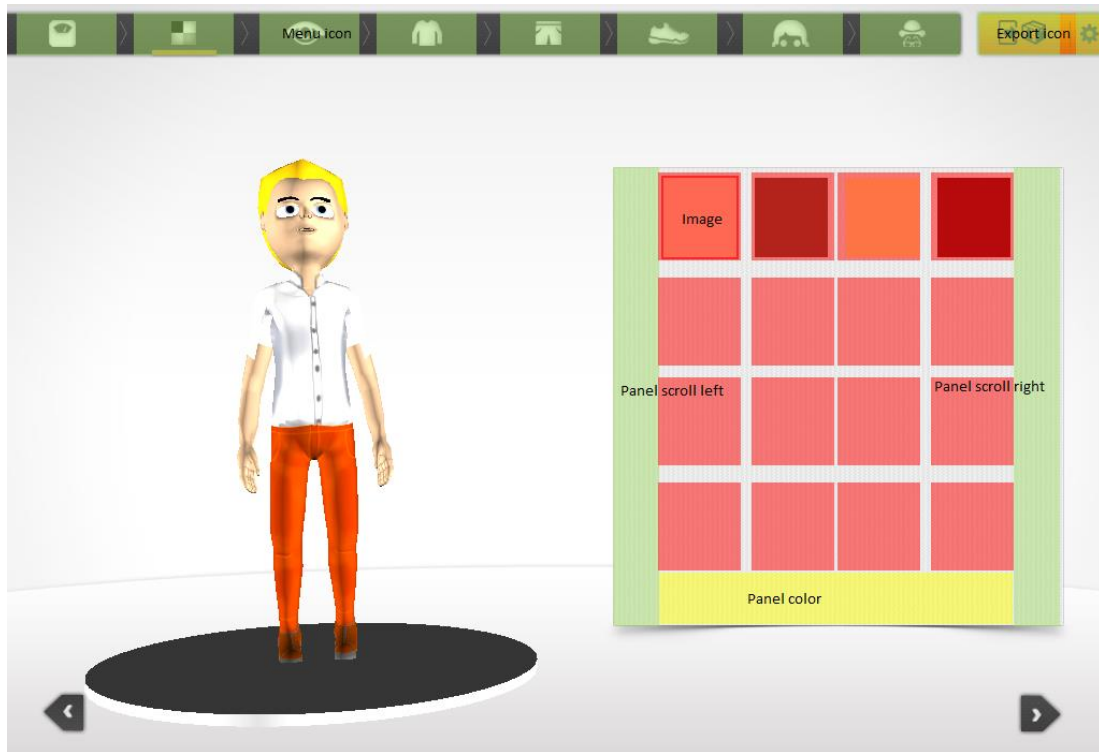 Menu icon
Export icon
Image
Panel scroll left
Panel scroll right
Panel color